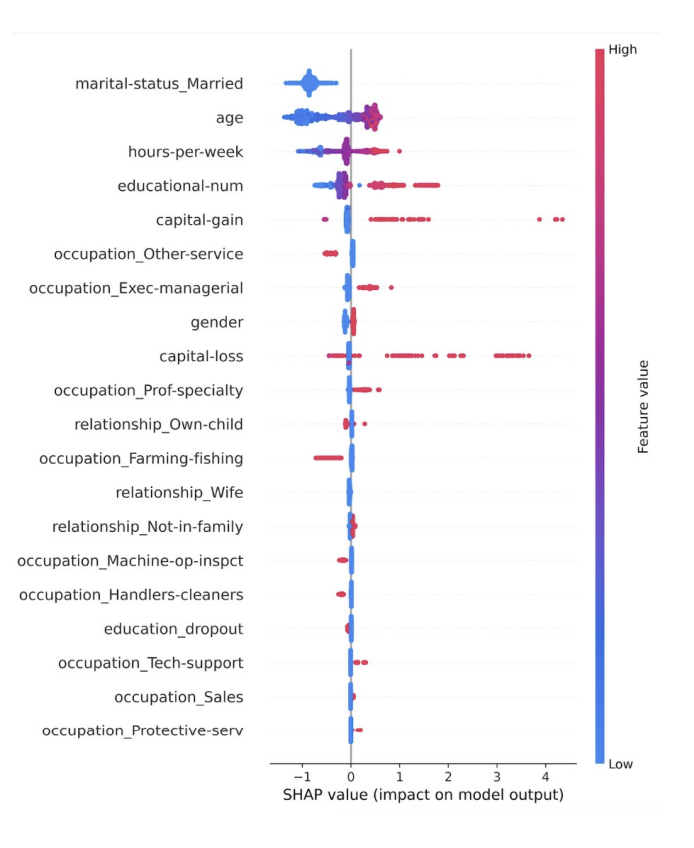 High
marital-status_Married
age
hours-per-week
educational-num
capital-gain
occupation_Other-service
occupation_Exec-managerial
gender
capital-loss
occupation_Prof-specialty
relationship_Own-child
occupation_Farming-fishing
relationship_Wife
relationship_Not-in-family
occupation_Machine-op-inspct
occupation_Handlers-cleaners
education_dropout
occupation_Tech-support
occupation_Sales
occupation_Protective-serv
Feature value
Low
−1 0 1 2 3 4
SHAP value (impact on model output)